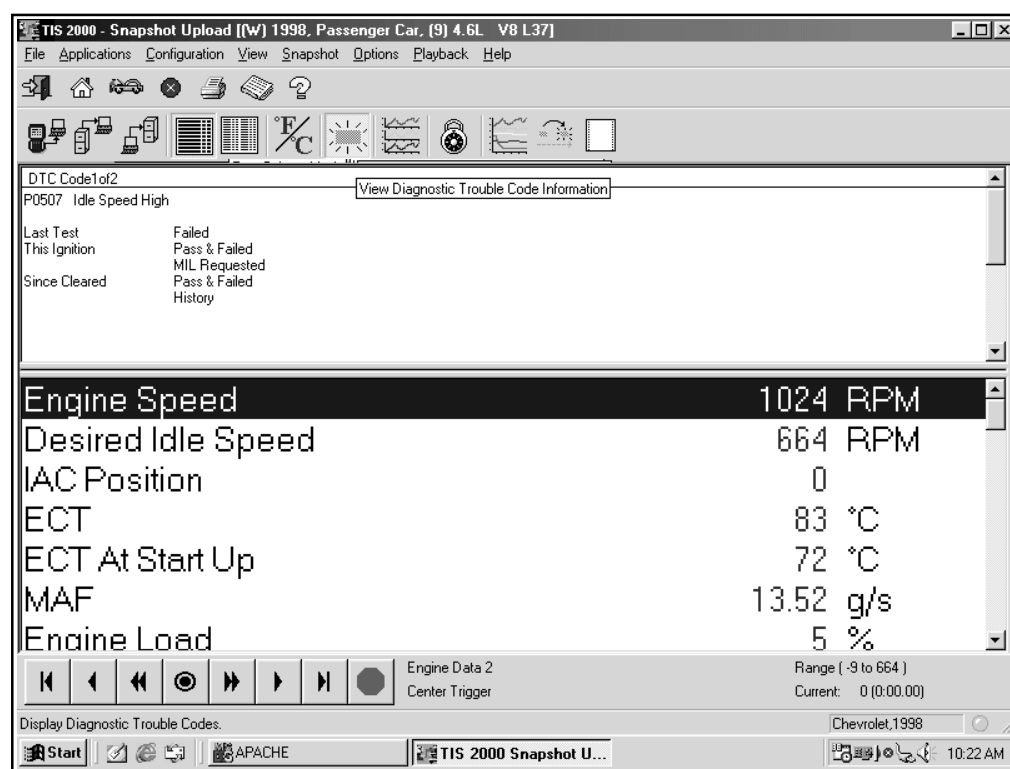 TIS 2000 - Snapshot Upload [(W) 1998, Passenger Car, (9) 4.6L V8 L37]
File Applications Configuration View Snapshot Options Playback Help
°F/C
DTC Code1of2
View Diagnostic Trouble Code Information
P0507 Idle Speed High
Last Test Failed
This Ignition Pass & Failed
MIL Requested
Since Cleared Pass & Failed
History
Engine Speed 1024 RPM
Desired Idle Speed 664 RPM
IAC Position 0
ECT 83 °C
ECT At Start Up 72 °C
MAF 13.52 g/s
Engine Load 5 %
Engine Data 2 Range ( -9 to 664 )
Center Trigger Current: 0 (0:00.00)
Display Diagnostic Trouble Codes. Chevrolet,1998
Start APACHE TIS 2000 Snapshot U... 10:22 AM